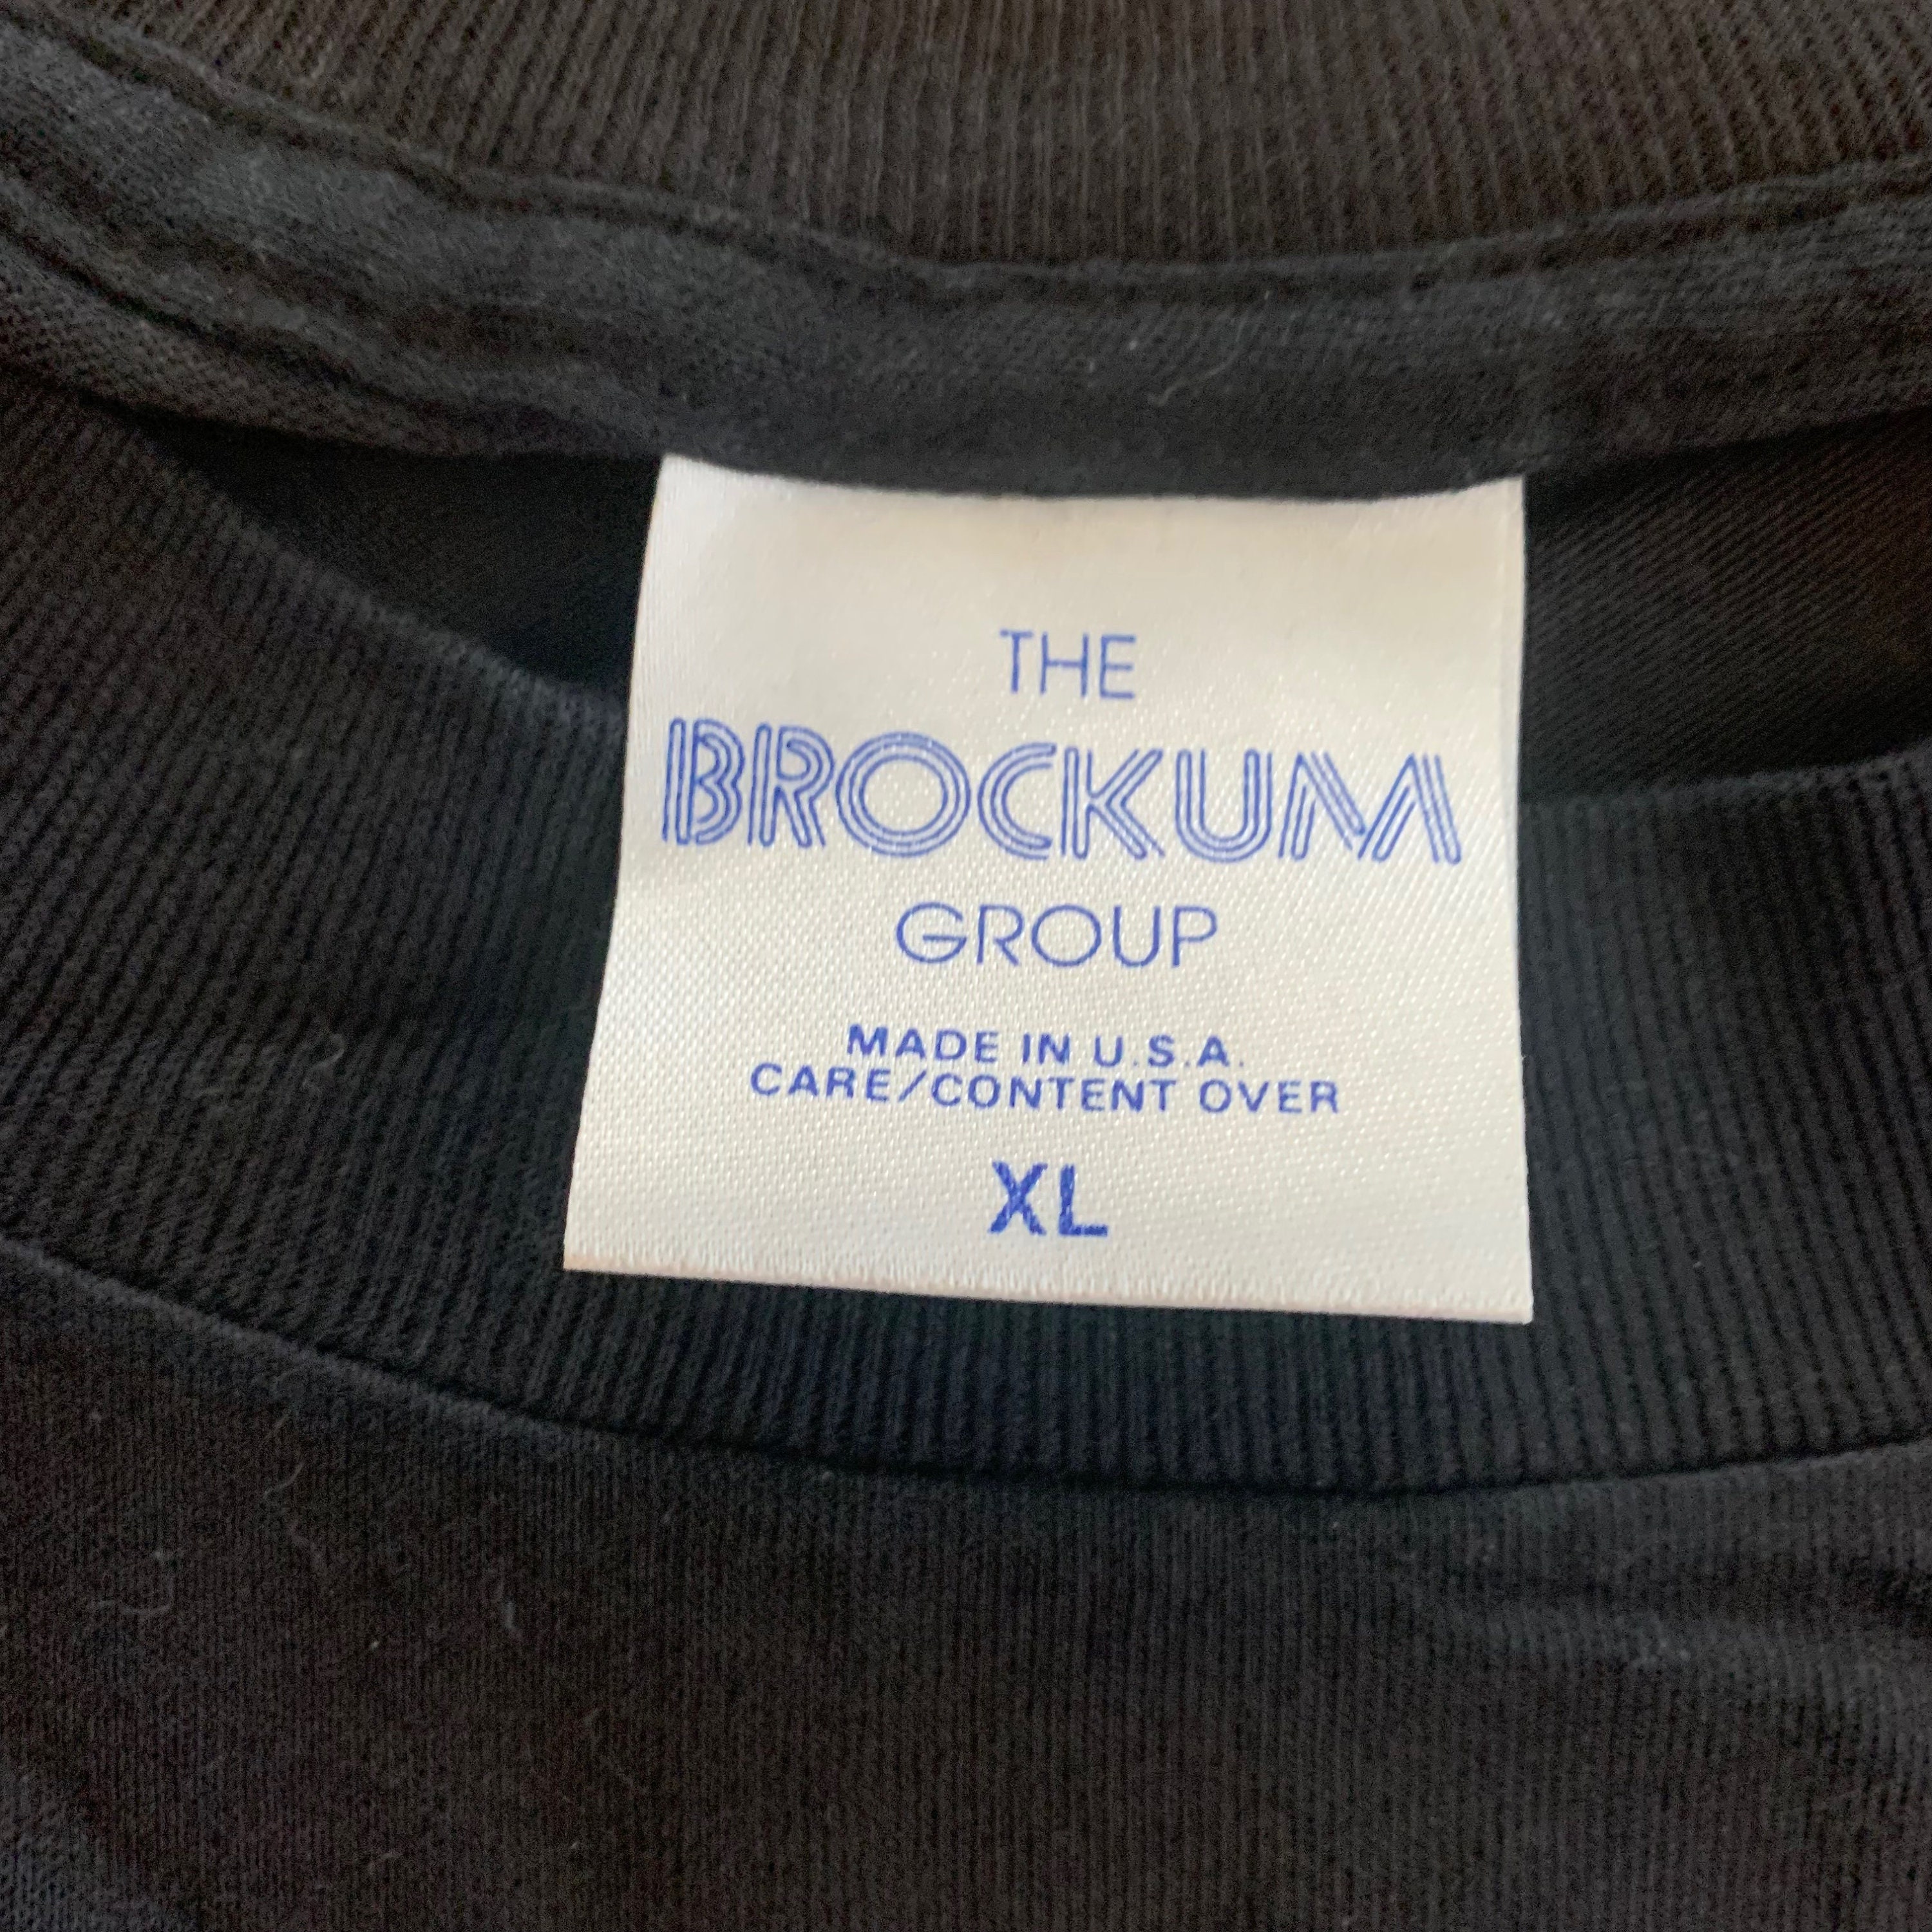 THE
BROCKUM
GROUP
MADE IN U.S.A.
CARE/CONTENT OVER
XL